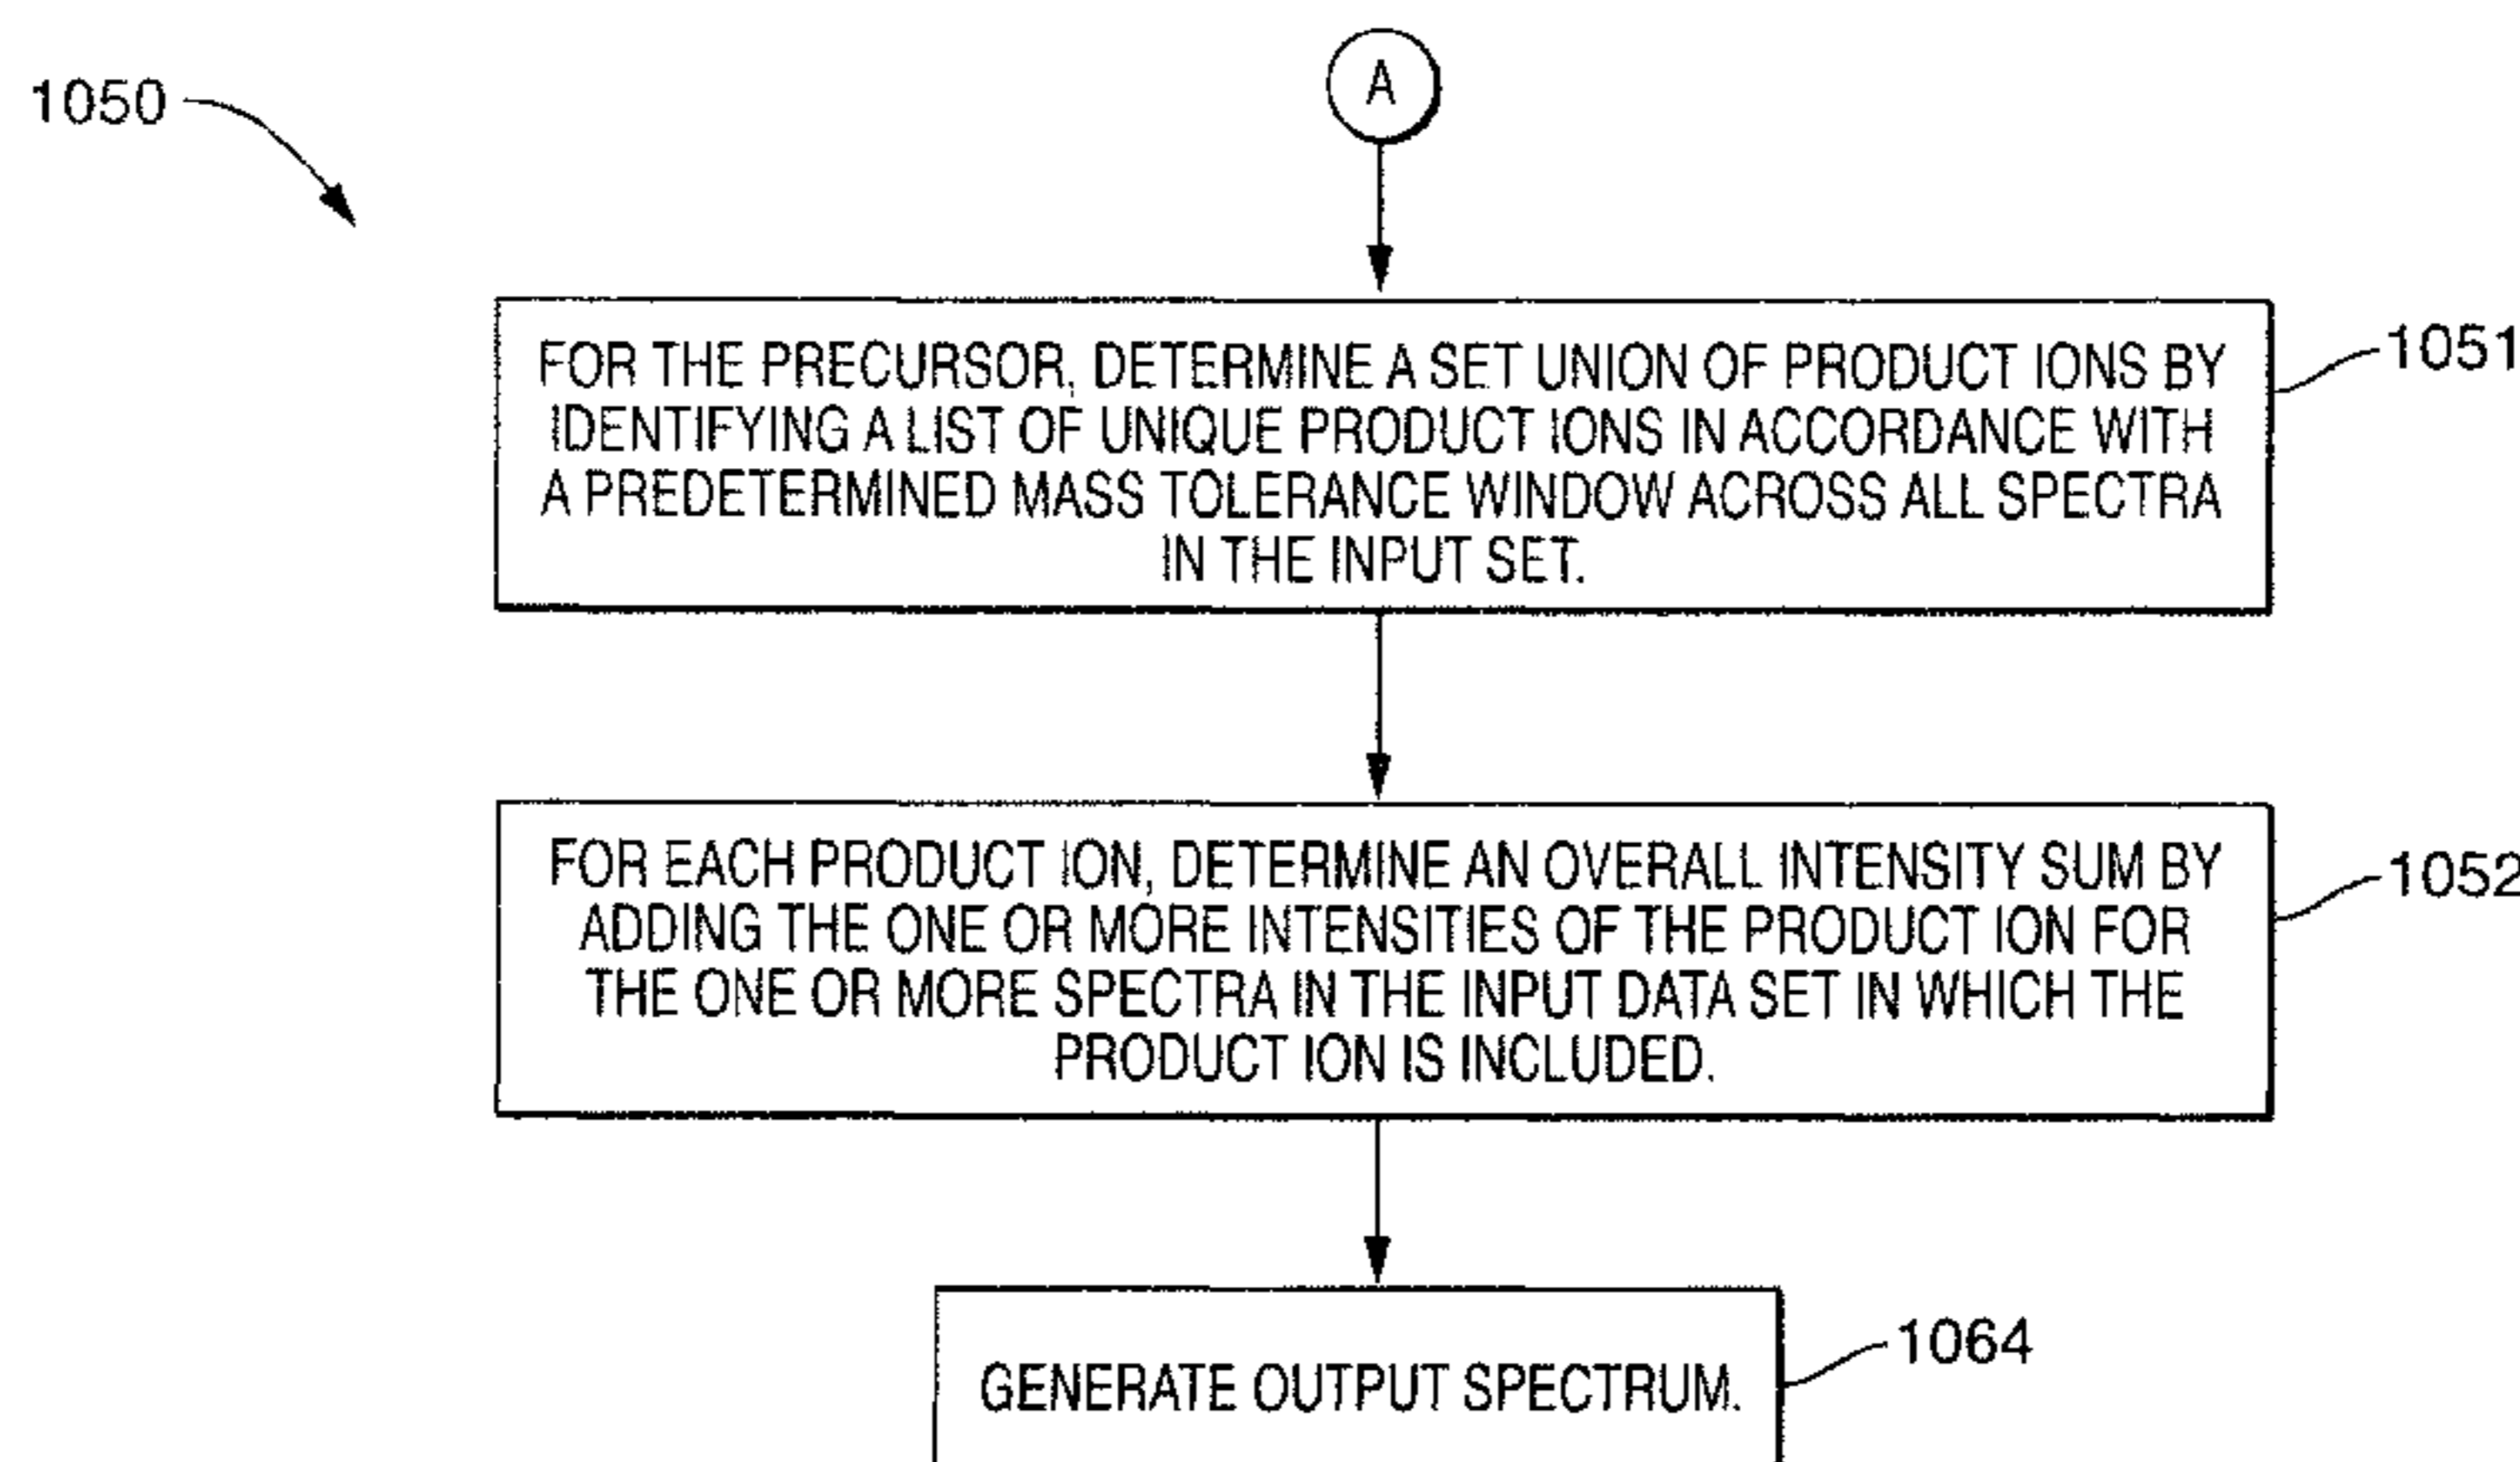 A
1050
FOR THE PRECURSOR, DETERMINE A SET UNION OF PRODUCT IONS BY
IDENTIFYING A LIST OF UNIQUE PRODUCT IONS IN ACCORDANCE WITH
A PREDETERMINED MASS TOLERANCE WINDOW ACROSS ALL SPECTRA
IN THE INPUT SET.
1051
FOR EACH PRODUCT ION, DETERMINE AN OVERALL INTENSITY SUM BY
ADDING THE ONE OR MORE INTENSITIES OF THE PRODUCT ION FOR
THE ONE OR MORE SPECTRA IN THE INPUT DATA SET IN WHICH THE
PRODUCT ION IS INCLUDED.
1052
GENERATE OUTPUT SPECTRUM.
1064